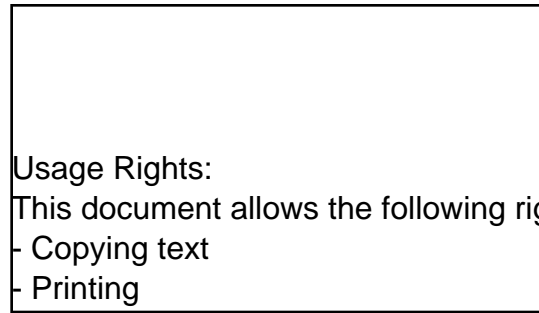 Usage Rights:
This document allows the following rig
- Copying text
- Printing